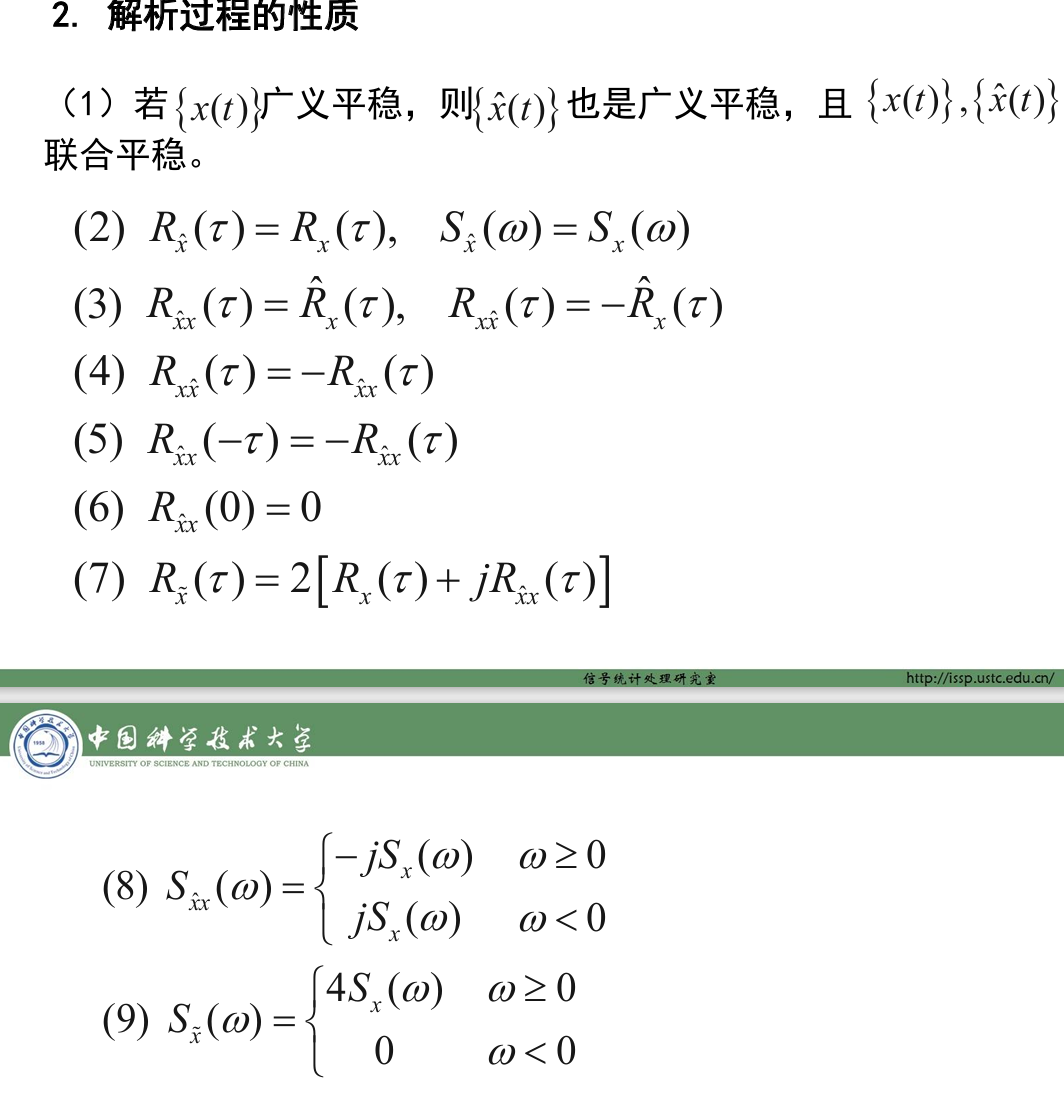 2. 解析过程的性质
（1）若{x(t)}广义平稳，则{x̂(t)}也是广义平稳，且 {x(t)},{x̂(t)}
联合平稳。
(2) R_x̂(τ) = R_x(τ), S_x̂(ω) = S_x(ω)
(3) R_x̂x(τ) = R̂_x(τ), R_xx̂(τ) = −R̂_x(τ)
(4) R_xx̂(τ) = −R_x̂x(τ)
(5) R_x̂x(−τ) = −R_x̂x(τ)
(6) R_x̂x(0) = 0
(7) R_x̃(τ) = 2[R_x(τ) + jR_x̂x(τ)]
信号统计处理研究室 http://issp.ustc.edu.cn/
1958
中国科学技术大学
UNIVERSITY OF SCIENCE AND TECHNOLOGY OF CHINA
(8) S_x̂x(ω) = { −jS_x(ω) ω ≥ 0
jS_x(ω) ω < 0
(9) S_x̃(ω) = { 4S_x(ω) ω ≥ 0
0 ω < 0